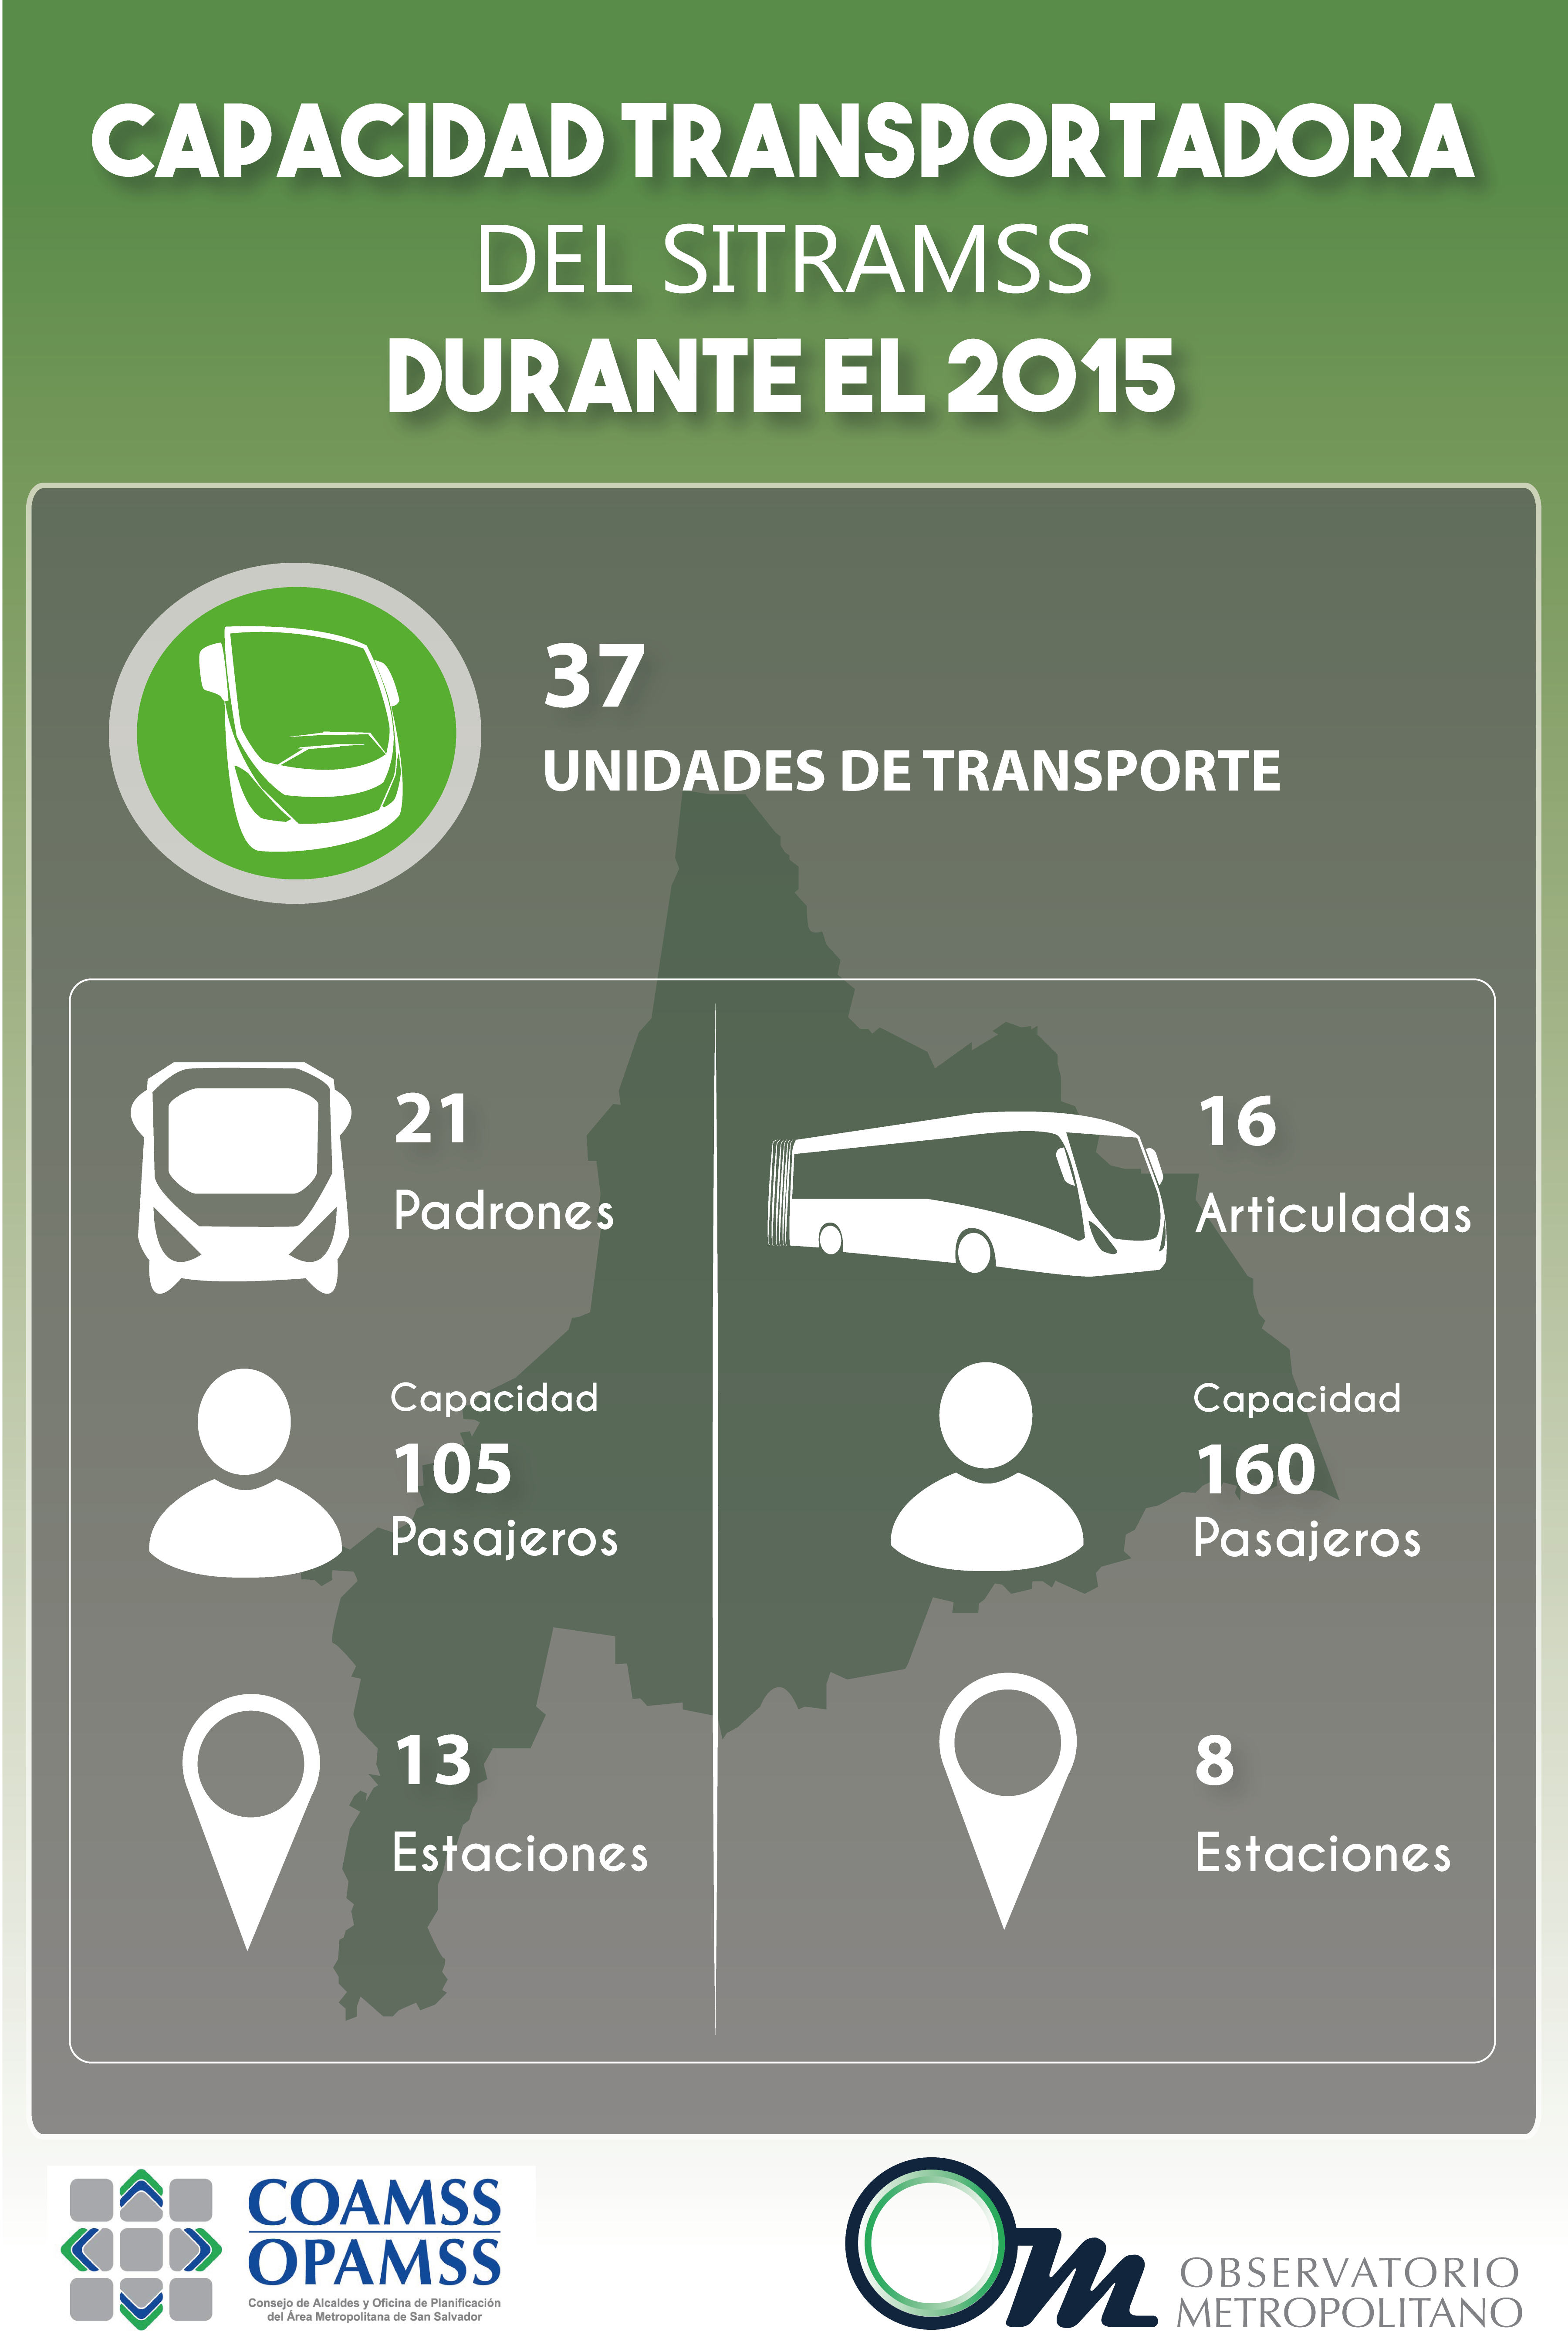 CAPACIDAD TRANSPORTADORA
DEL SITRAMSS
DURANTE EL 2015
37
UNIDADES DE TRANSPORTE
21
Padrones
Capacidad
105
Pasajeros
13
Estaciones
16
Articuladas
Capacidad
160
Pasajeros
8
Estaciones
COAMSS
OPAMSS
Consejo de Alcaldes y Oficina de Planificación
del Área Metropolitana de San Salvador
Om
OBSERVATORIO
METROPOLITANO